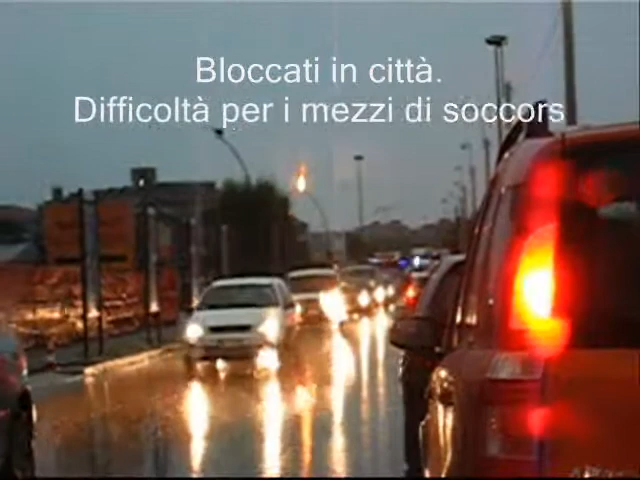 Bloccati in città.
Difficoltà per i mezzi di soccors